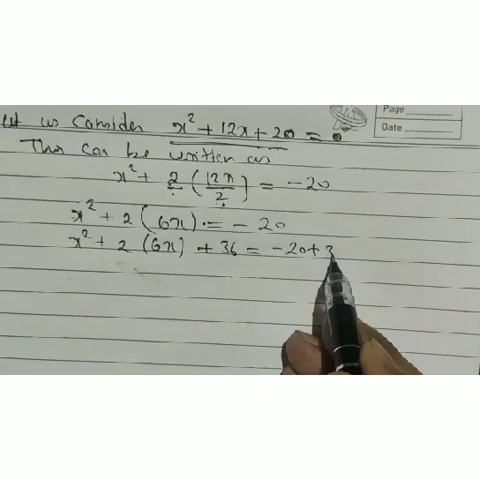 Page
Date
let us Consider x² + 12x + 20 = 0
This can be written as
x² + 2 (12x/2) = -20
x² + 2 (6x) = - 20
x² + 2 (6x) + 36 = - 20 + 3